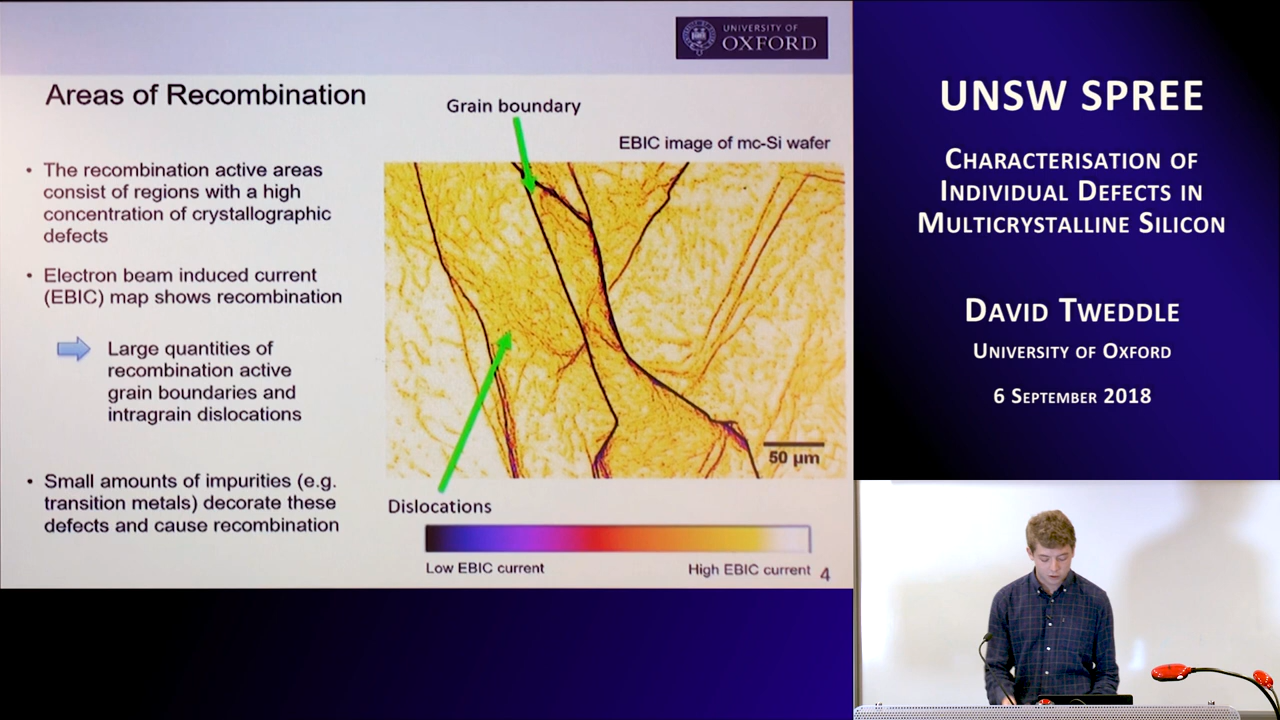 UNIVERSITY OF
OXFORD
Areas of Recombination
Grain boundary
EBIC image of mc-Si wafer
• The recombination active areas
consist of regions with a high
concentration of crystallographic
defects
• Electron beam induced current
(EBIC) map shows recombination
Large quantities of
recombination active
grain boundaries and
intragrain dislocations
• Small amounts of impurities (e.g.
transition metals) decorate these
defects and cause recombination
50 µm
Dislocations
Low EBIC current
High EBIC current
4
UNSW SPREE
CHARACTERISATION OF
INDIVIDUAL DEFECTS IN
MULTICRYSTALLINE SILICON
DAVID TWEDDLE
UNIVERSITY OF OXFORD
6 SEPTEMBER 2018